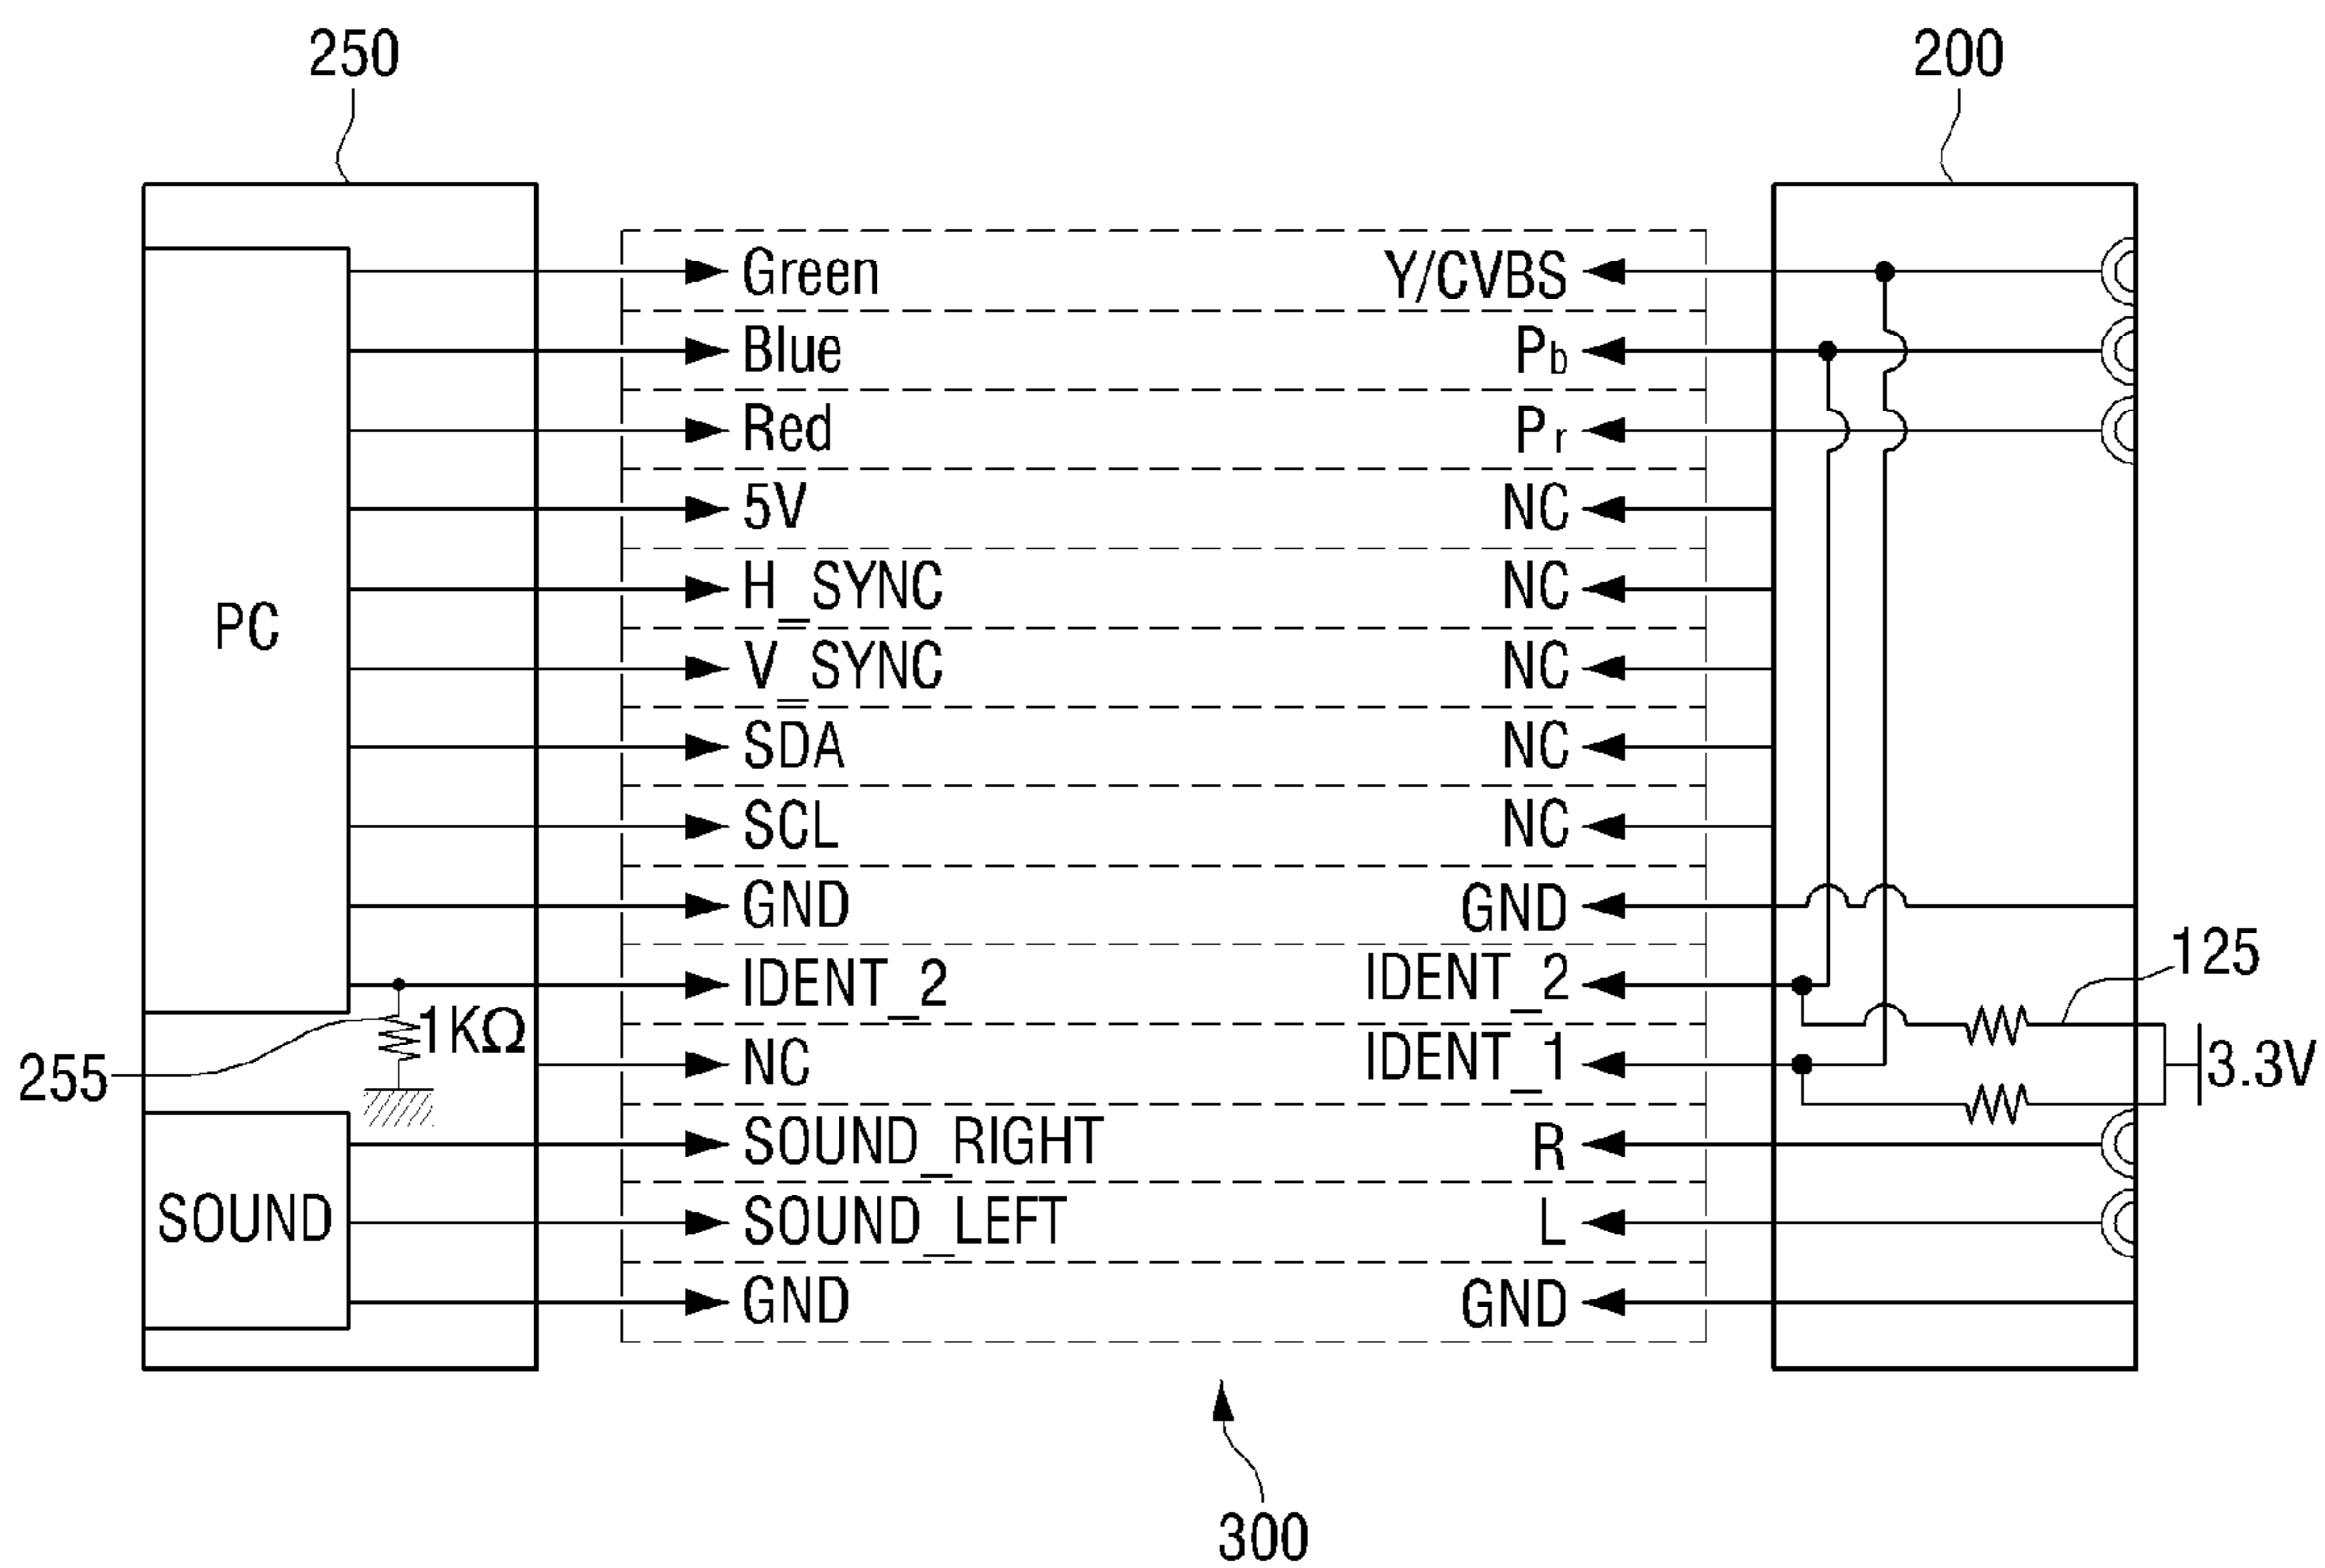 250 200
Green Y/CVBS
Blue Pb
Red Pr
5V NC
H_SYNC NC
PC
V_SYNC NC
SDA NC
SCL NC
GND GND
IDENT_2 IDENT_2 125
255 1KΩ NC IDENT_1 3.3V
SOUND_RIGHT R
SOUND SOUND_LEFT L
GND GND
300